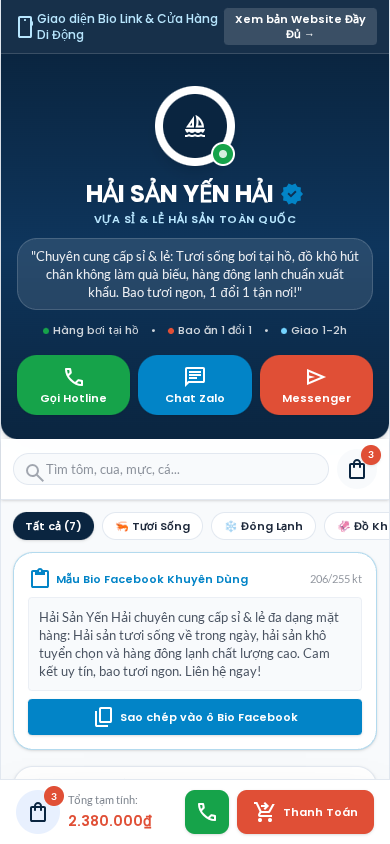 Giao diện Bio Link & Cửa Hàng
Di Động
Xem bản Website Đầy
Đủ →
HẢI SẢN YẾN HẢI
VỰA SỈ & LẺ HẢI SẢN TOÀN QUỐC
"Chuyên cung cấp sỉ & lẻ: Tươi sống bơi tại hồ, đồ khô hút
chân không làm quà biếu, hàng đông lạnh chuẩn xuất
khẩu. Bao tươi ngon, 1 đổi 1 tận nơi!"
Hàng bơi tại hồ • Bao ăn 1 đổi 1 • Giao 1-2h
Gọi Hotline
Chat Zalo
Messenger
Tìm tôm, cua, mực, cá...
3
Tất cả (7)
🦐 Tươi Sống
❄️ Đông Lạnh
🦑 Đồ Kh
Mẫu Bio Facebook Khuyên Dùng
206/255 kt
Hải Sản Yến Hải chuyên cung cấp sỉ & lẻ đa dạng mặt
hàng: Hải sản tươi sống về trong ngày, hải sản khô
tuyển chọn và hàng đông lạnh chất lượng cao. Cam
kết uy tín, bao tươi ngon. Liên hệ ngay!
Sao chép vào ô Bio Facebook
3
Tổng tạm tính:
2.380.000₫
Thanh Toán